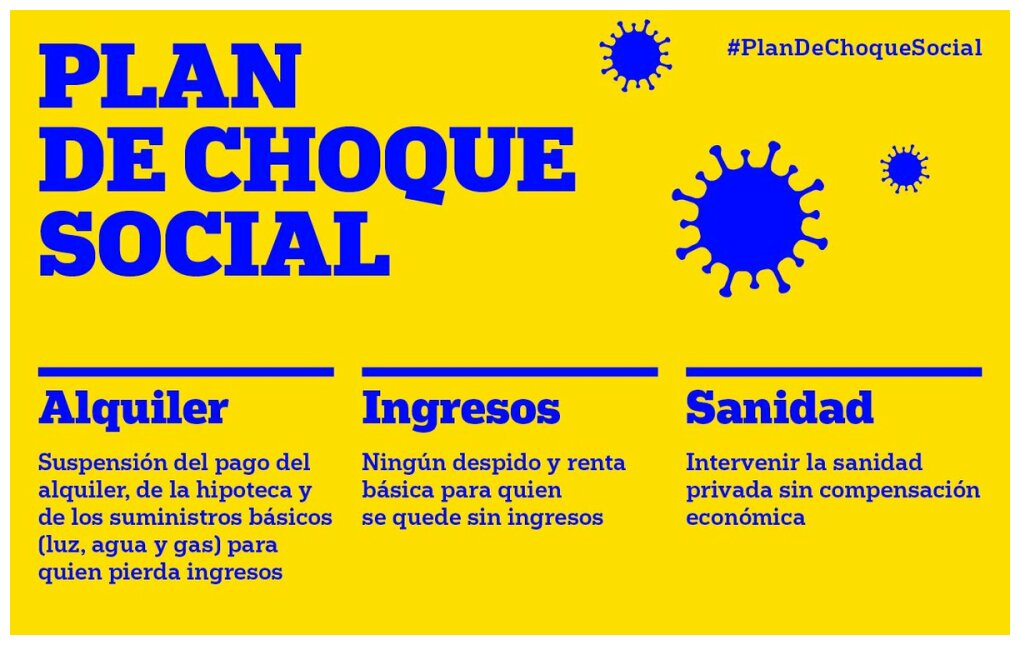 PLAN
DE CHOQUE
SOCIAL
#PlanDeChoqueSocial
Alquiler
Suspensión del pago del
alquiler, de la hipoteca y
de los suministros básicos
(luz, agua y gas) para
quien pierda ingresos
Ingresos
Ningún despido y renta
básica para quien
se quede sin ingresos
Sanidad
Intervenir la sanidad
privada sin compensación
económica